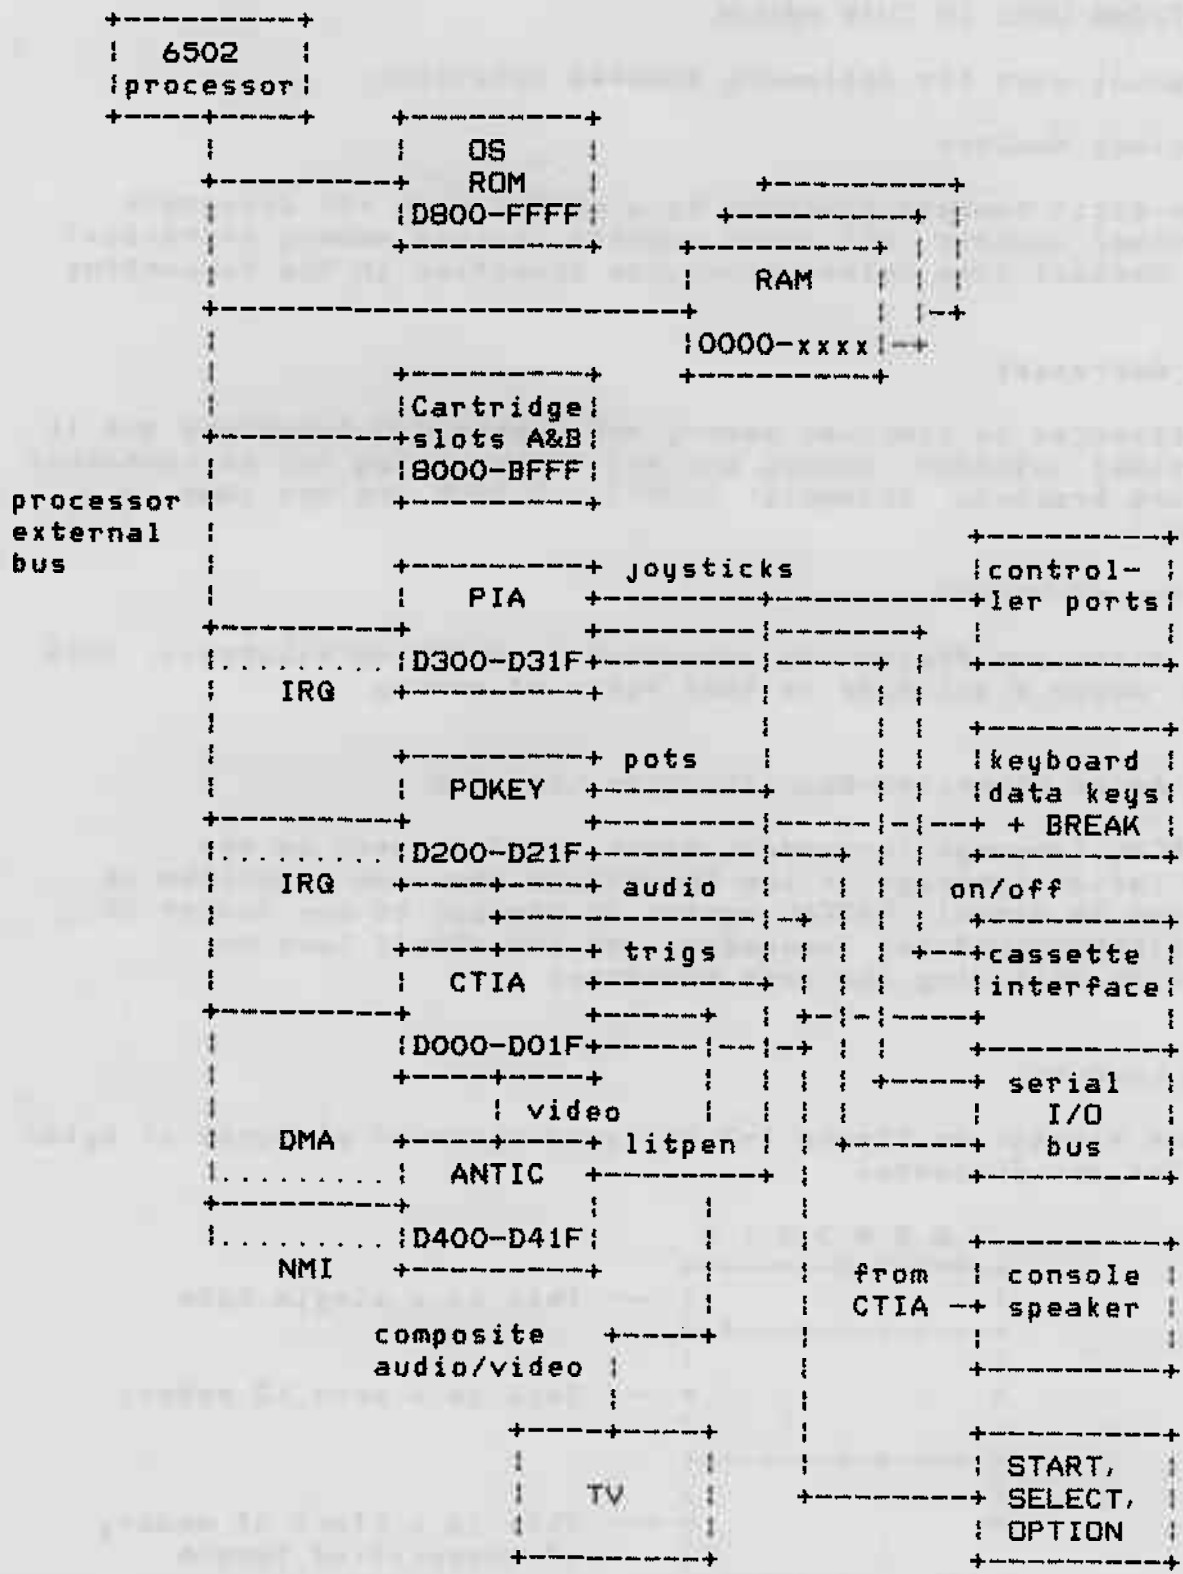 6502
processor
OS
ROM
D800-FFFF
RAM
0000-xxxx
Cartridge
slots A&B
8000-BFFF
processor
external
bus
joysticks
PIA
D300-D31F
IRQ
control-
ler ports
pots
POKEY
D200-D21F
IRQ
keyboard
data keys
+ BREAK
audio
on/off
trigs
CTIA
D000-D01F
cassette
interface
video
serial
I/O
bus
DMA
litpen
ANTIC
D400-D41F
NMI
from
CTIA
console
speaker
composite
audio/video
TV
START,
SELECT,
OPTION